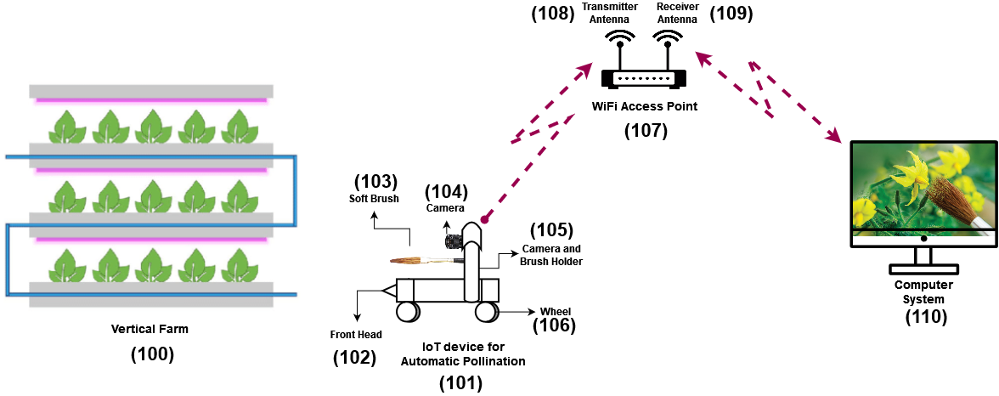 (108)
Transmitter
Antenna
Receiver
Antenna
(109)
WiFi Access Point
(107)
(103)
Soft Brush
(104)
Camera
(105)
Camera and
Brush Holder
Wheel
(106)
Front Head
(102)
IoT device for
Automatic Pollination
(101)
Vertical Farm
(100)
Computer
System
(110)